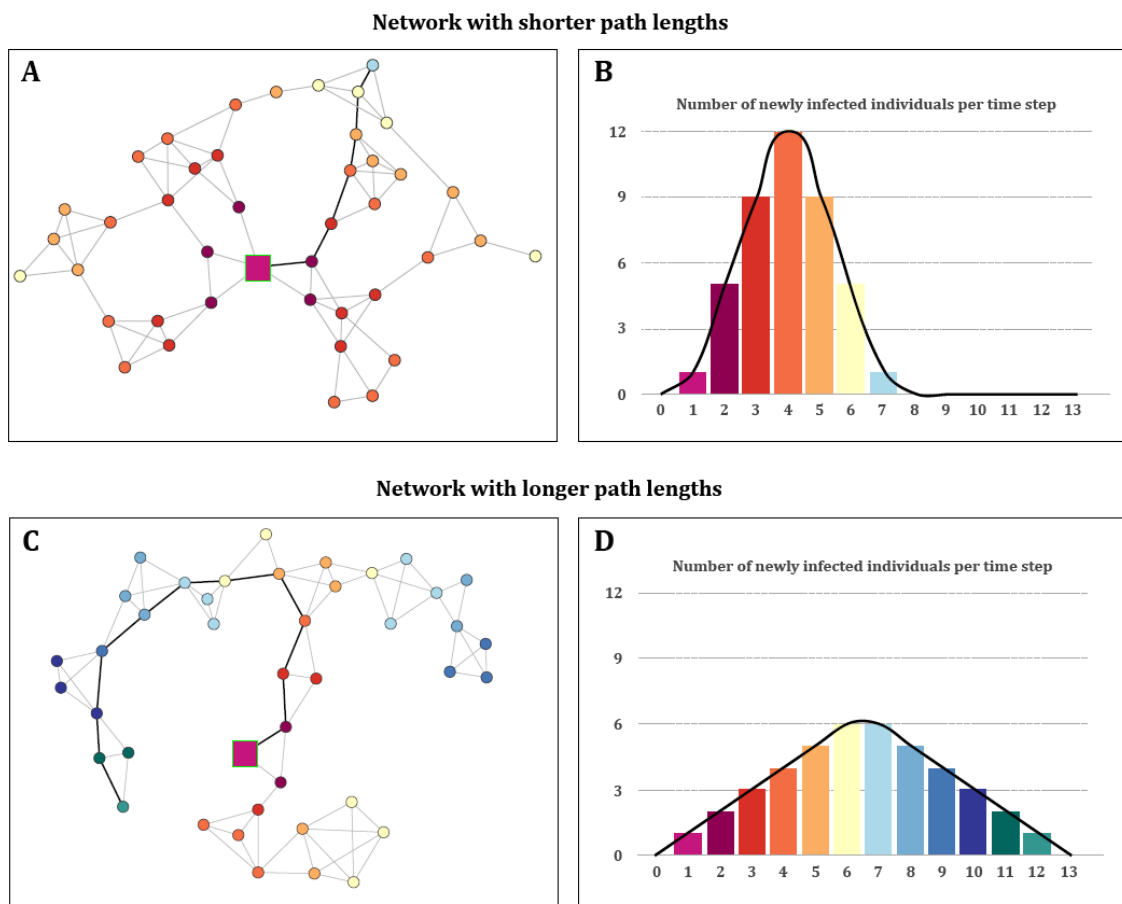 Network with shorter path lengths
A
B
Number of newly infected individuals per time step
12
9
6
3
0
0 1 2 3 4 5 6 7 8 9 10 11 12 13
Network with longer path lengths
C
D
Number of newly infected individuals per time step
12
9
6
3
0
0 1 2 3 4 5 6 7 8 9 10 11 12 13